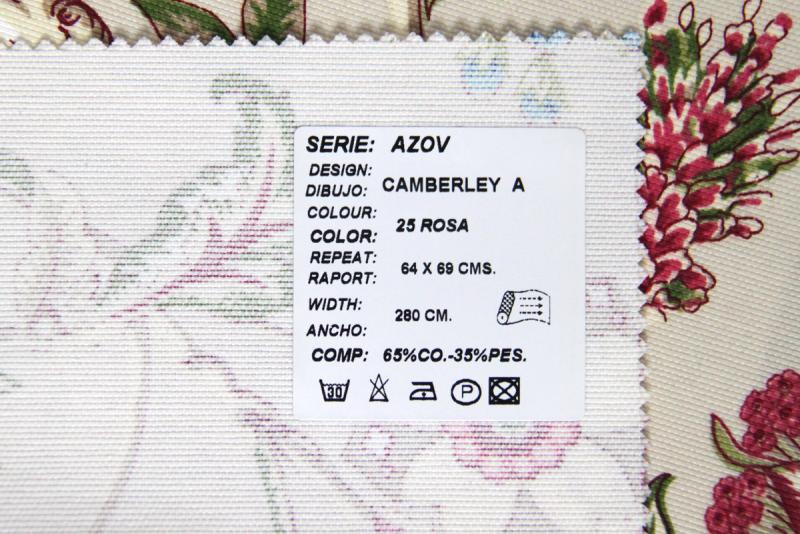 SERIE: AZOV
DESIGN:
DIBUJO: CAMBERLEY A
COLOUR:
COLOR: 25 ROSA
REPEAT:
RAPORT: 64 X 69 CMS.
WIDTH:
ANCHO: 280 CM.
COMP: 65%CO.-35%PES.
30 P